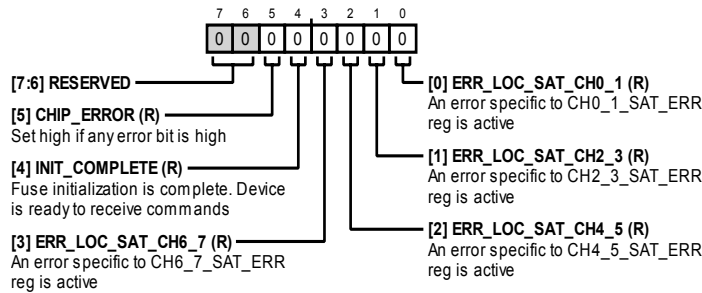 7 6 5 4 3 2 1 0
0 0 0 0 0 0 0 0
[7:6] RESERVED
[5] CHIP_ERROR (R)
Set high if any error bit is high
[4] INIT_COMPLETE (R)
Fuse initialization is complete. Device
is ready to receive commands
[3] ERR_LOC_SAT_CH6_7 (R)
An error specific to CH6_7_SAT_ERR
reg is active
[0] ERR_LOC_SAT_CH0_1 (R)
An error specific to CH0_1_SAT_ERR
reg is active
[1] ERR_LOC_SAT_CH2_3 (R)
An error specific to CH2_3_SAT_ERR
reg is active
[2] ERR_LOC_SAT_CH4_5 (R)
An error specific to CH4_5_SAT_ERR
reg is active